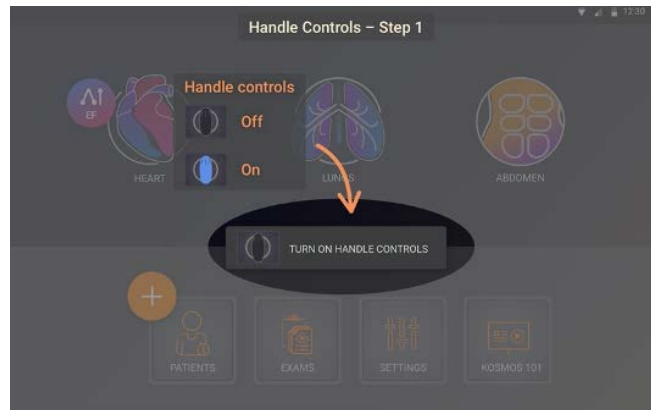 12:30
Handle Controls – Step 1
Handle controls
Off
On
EF
HEART
LUNGS
ABDOMEN
TURN ON HANDLE CONTROLS
PATIENTS
EXAMS
SETTINGS
KOSMOS 101